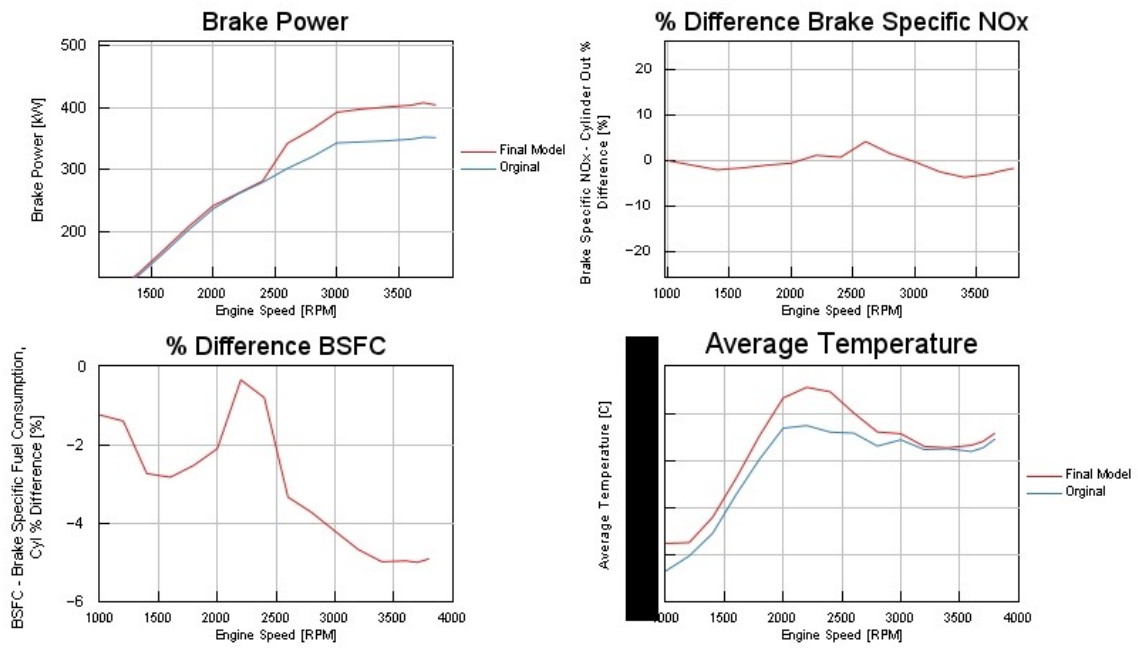 Brake Power
500
400
300
200
Brake Power [kW]
1500 2000 2500 3000 3500
Engine Speed [RPM]
Final Model
Orginal
% Difference Brake Specific NOx
20
10
0
−10
−20
Brake Specific NOx - Cylinder Out %
Difference [%]
1000 1500 2000 2500 3000 3500
Engine Speed [RPM]
% Difference BSFC
0
−2
−4
−6
BSFC - Brake Specific Fuel Consumption,
Cyl % Difference [%]
1000 1500 2000 2500 3000 3500 4000
Engine Speed [RPM]
Average Temperature
Average Temperature [C]
000 1500 2000 2500 3000 3500 4000
Engine Speed [RPM]
Final Model
Orginal